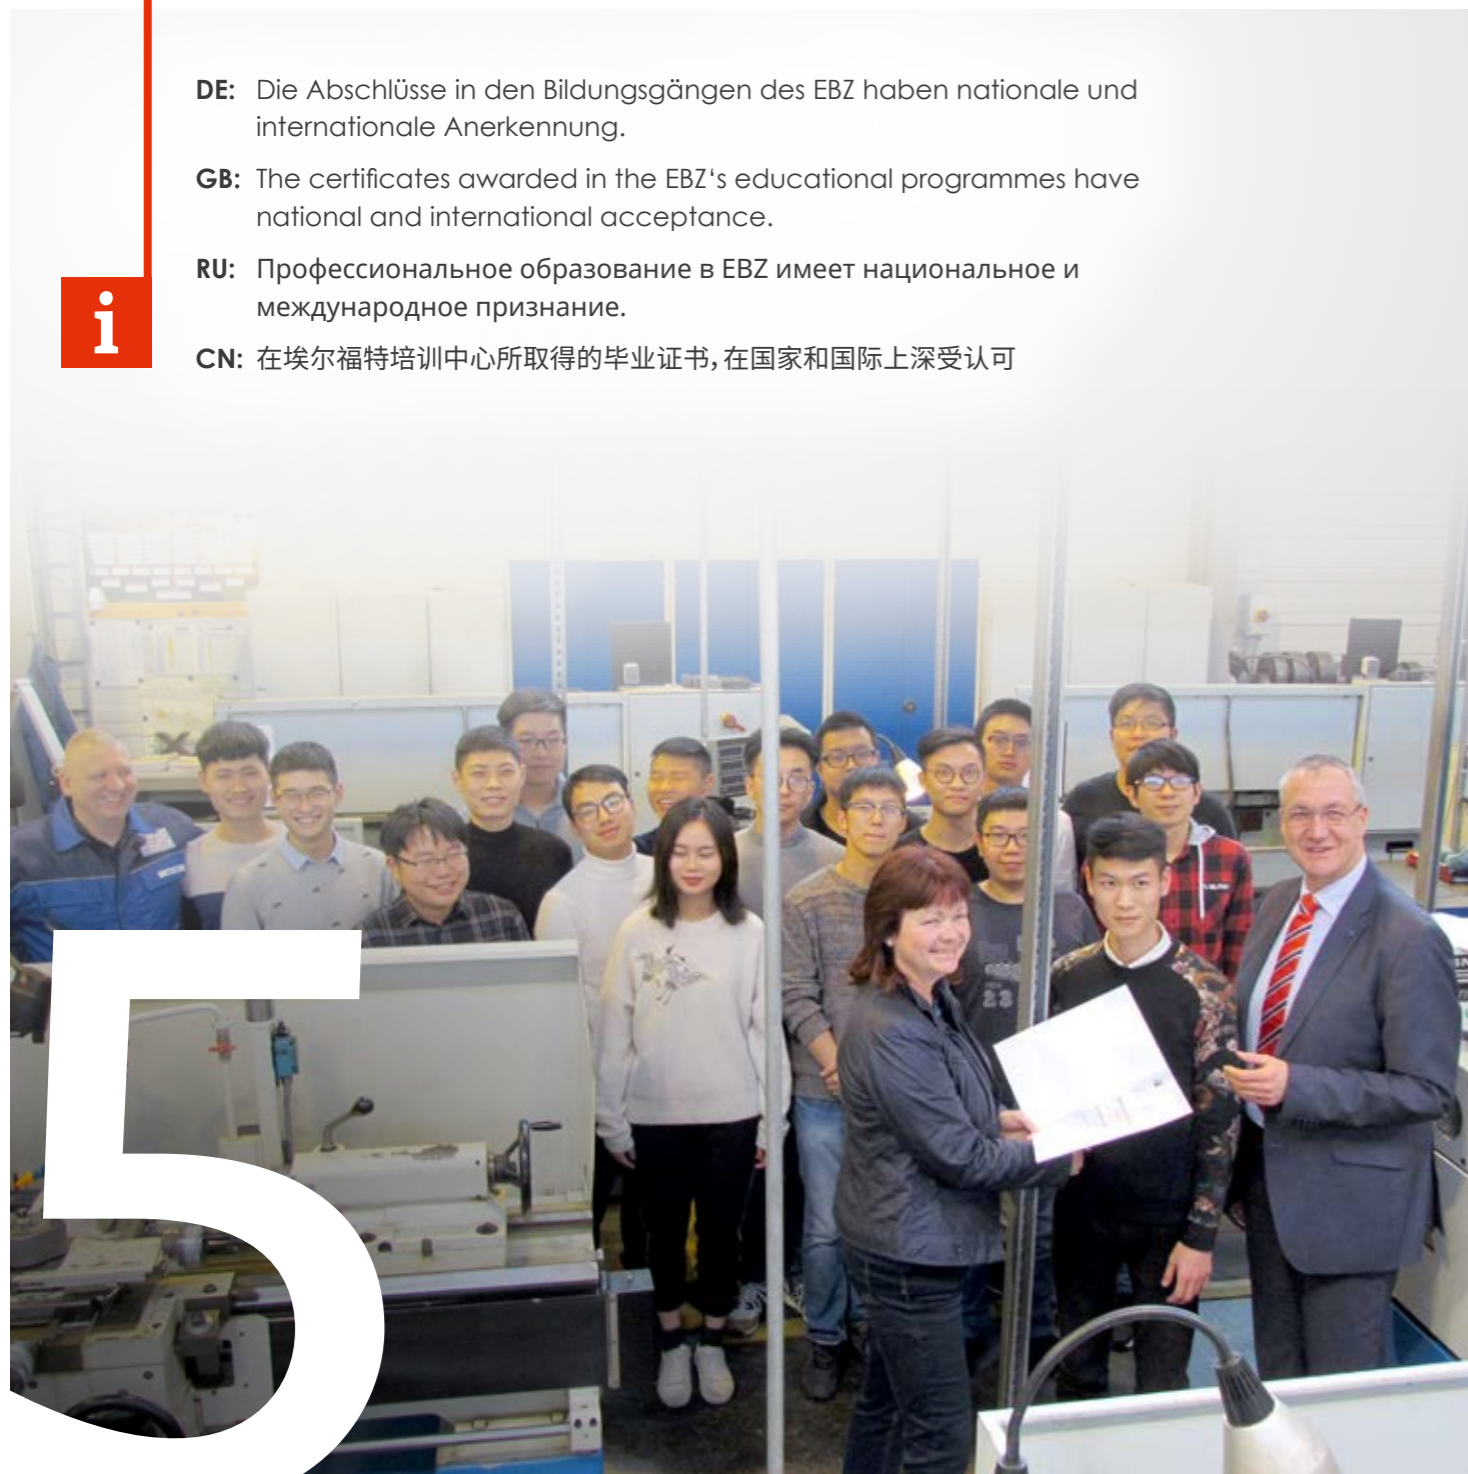 DE: Die Abschlüsse in den Bildungsgängen des EBZ haben nationale und
internationale Anerkennung.
GB: The certificates awarded in the EBZ‘s educational programmes have
national and international acceptance.
RU: Профессиональное образование в EBZ имеет национальное и
международное признание.
i
CN: 在埃尔福特培训中心所取得的毕业证书,在国家和国际上深受认可
23
5